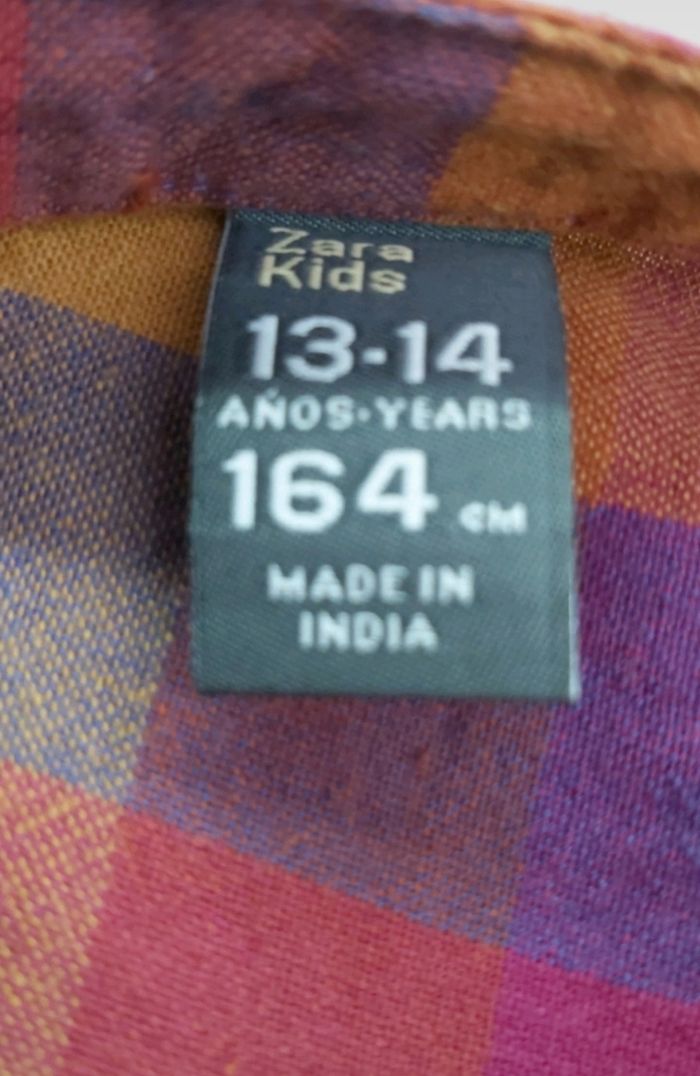 Zara
Kids
13-14
AÑOS·YEARS
164 CM
MADE IN
INDIA